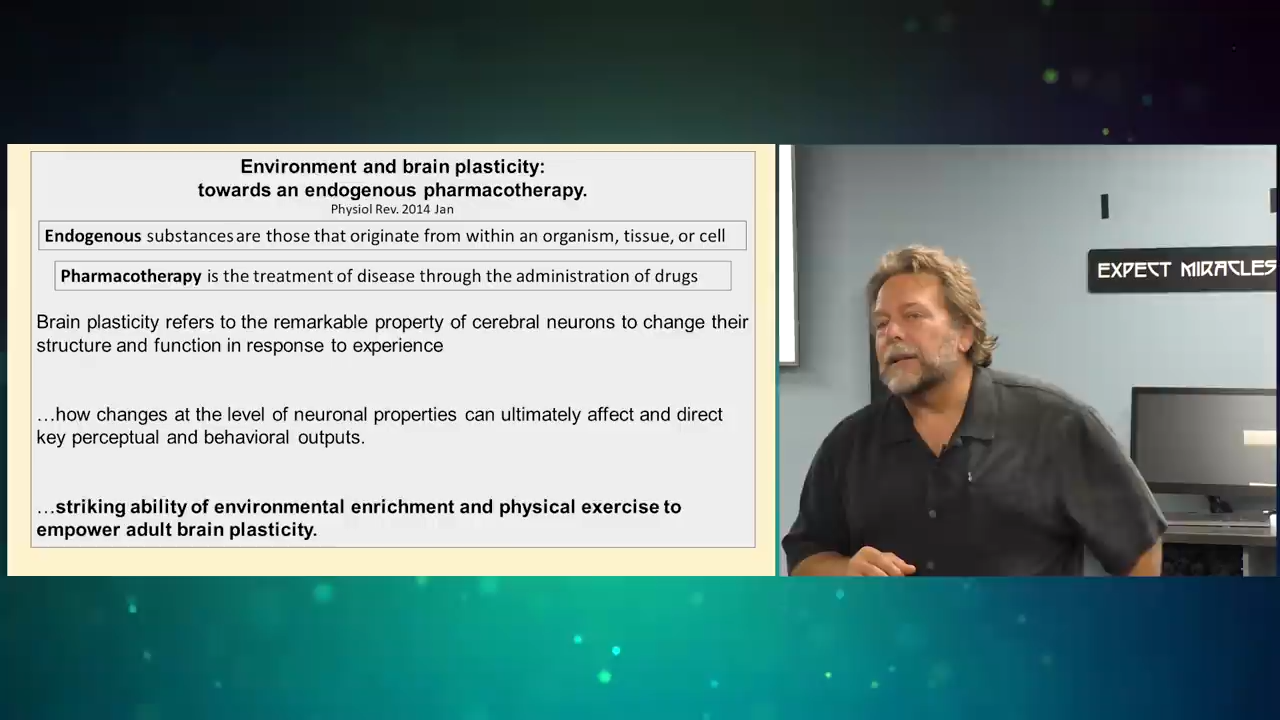 Environment and brain plasticity:
towards an endogenous pharmacotherapy.
Physiol Rev. 2014 Jan
Endogenous substances are those that originate from within an organism, tissue, or cell
Pharmacotherapy is the treatment of disease through the administration of drugs
Brain plasticity refers to the remarkable property of cerebral neurons to change their
structure and function in response to experience
…how changes at the level of neuronal properties can ultimately affect and direct
key perceptual and behavioral outputs.
…striking ability of environmental enrichment and physical exercise to
empower adult brain plasticity.
EXPECT MIRACLES